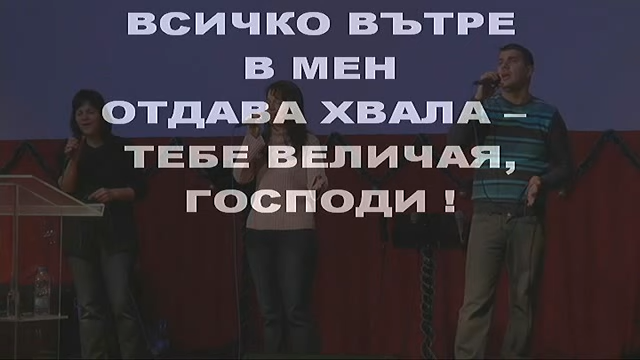 ВСИЧКО ВЪТРЕ
В МЕН
ОТДАВА ХВАЛА –
ТЕБЕ ВЕЛИЧАЯ,
ГОСПОДИ !